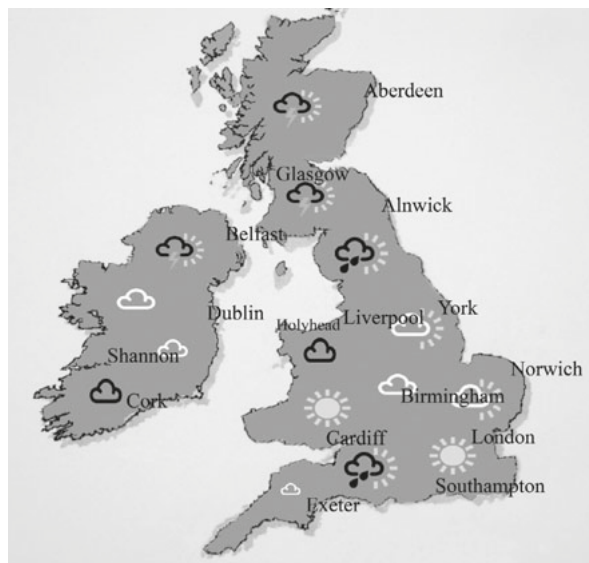 Aberdeen
Glasgow
Alnwick
Belfast
Dublin
Holyhead
Liverpool
York
Shannon
Cork
Birmingham
Norwich
Cardiff
London
Southampton
Exeter